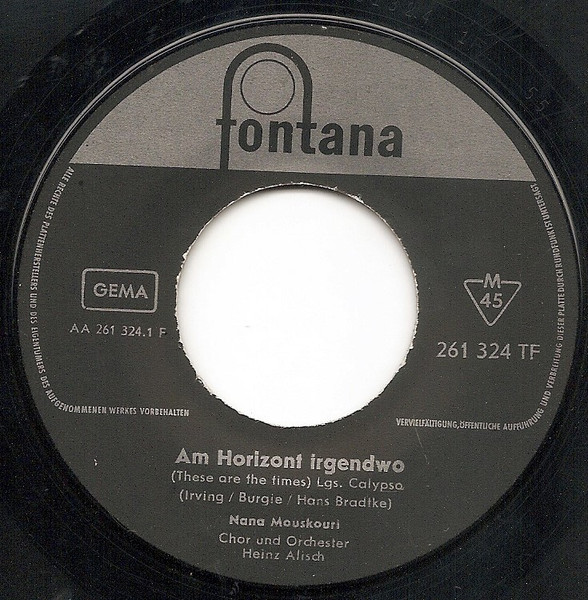 fontana
ALLE RECHTE DES PLATTENHERSTELLERS UND DES EIGENTÜMERS DES AUFGENOMMENEN WERKES VORBEHALTEN
GEMA
AA 261 324.1 F
M
45
261 324 TF
VERVIELFÄLTIGUNG, ÖFFENTLICHE AUFFÜHRUNG UND VERBREITUNG DIESER PLATTE DURCH RUNDFUNK IST UNTERSAGT
Am Horizont irgendwo
(These are the times) Lgs. Calypso
(Irving / Burgie / Hans Bradtke)
Nana Mouskouri
Chor und Orchester
Heinz Alisch